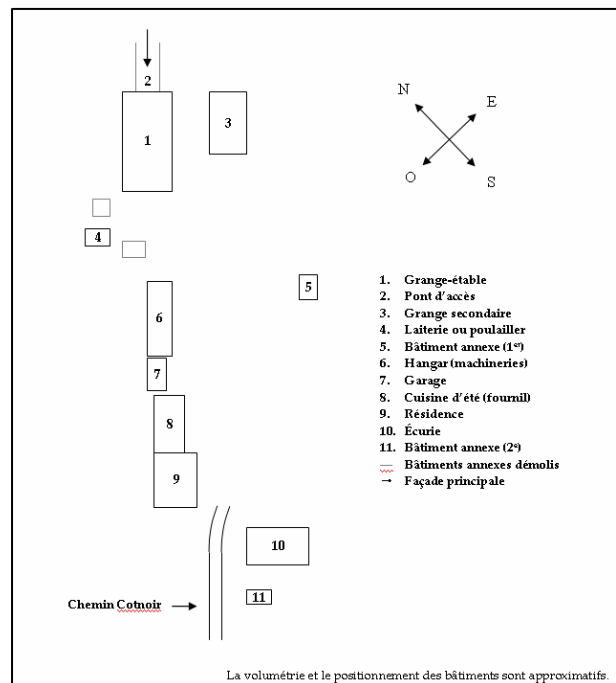 2
1
3
N
E
O
S
4
5
6
7
8
9
10
11
1. Grange-étable
2. Pont d'accès
3. Grange secondaire
4. Laiterie ou poulailler
5. Bâtiment annexe (1er)
6. Hangar (machineries)
7. Garage
8. Cuisine d'été (fournil)
9. Résidence
10. Écurie
11. Bâtiment annexe (2e)
Bâtiments annexes démolis
→ Façade principale
Chemin Cotnoir
La volumétrie et le positionnement des bâtiments sont approximatifs.